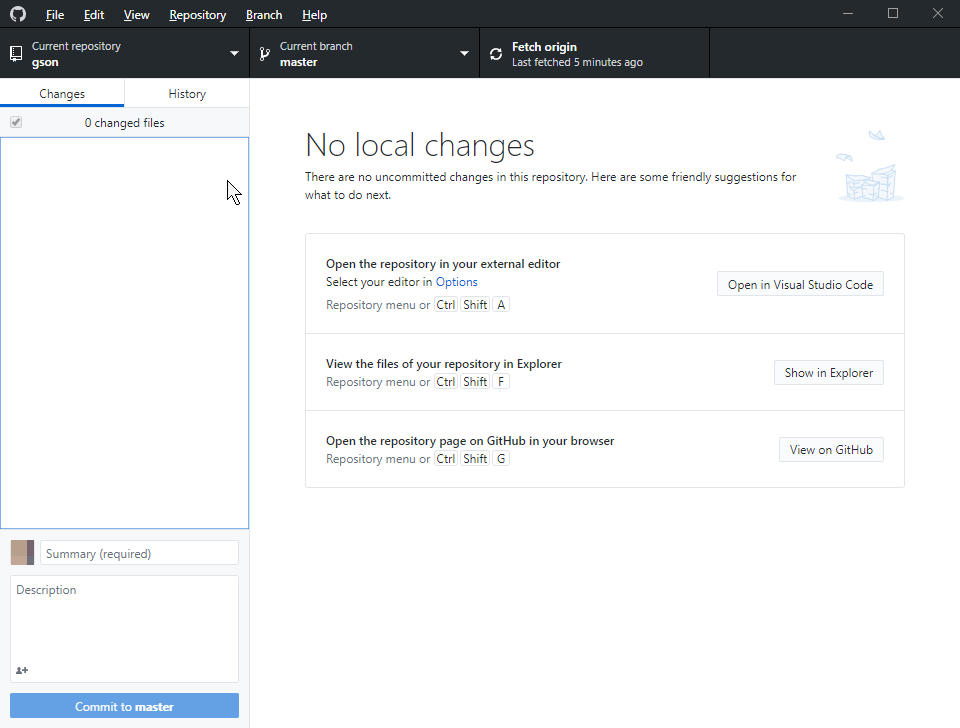 File Edit View Repository Branch Help
Current repository
gson
Current branch
master
Fetch origin
Last fetched 5 minutes ago
Changes
History
0 changed files
No local changes
There are no uncommitted changes in this repository. Here are some friendly suggestions for
what to do next.
Open the repository in your external editor
Select your editor in Options
Repository menu or Ctrl Shift A
Open in Visual Studio Code
View the files of your repository in Explorer
Repository menu or Ctrl Shift F
Show in Explorer
Open the repository page on GitHub in your browser
Repository menu or Ctrl Shift G
View on GitHub
Summary (required)
Description
Commit to master